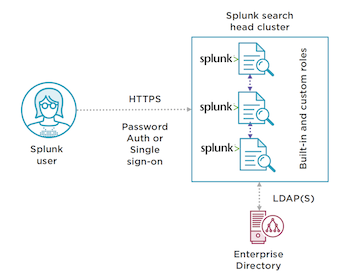 Splunk search
head cluster
splunk>
splunk>
splunk>
Built-in and custom roles
HTTPS
Password
Auth or
Single
sign-on
Splunk
user
LDAP(S)
Enterprise
Directory